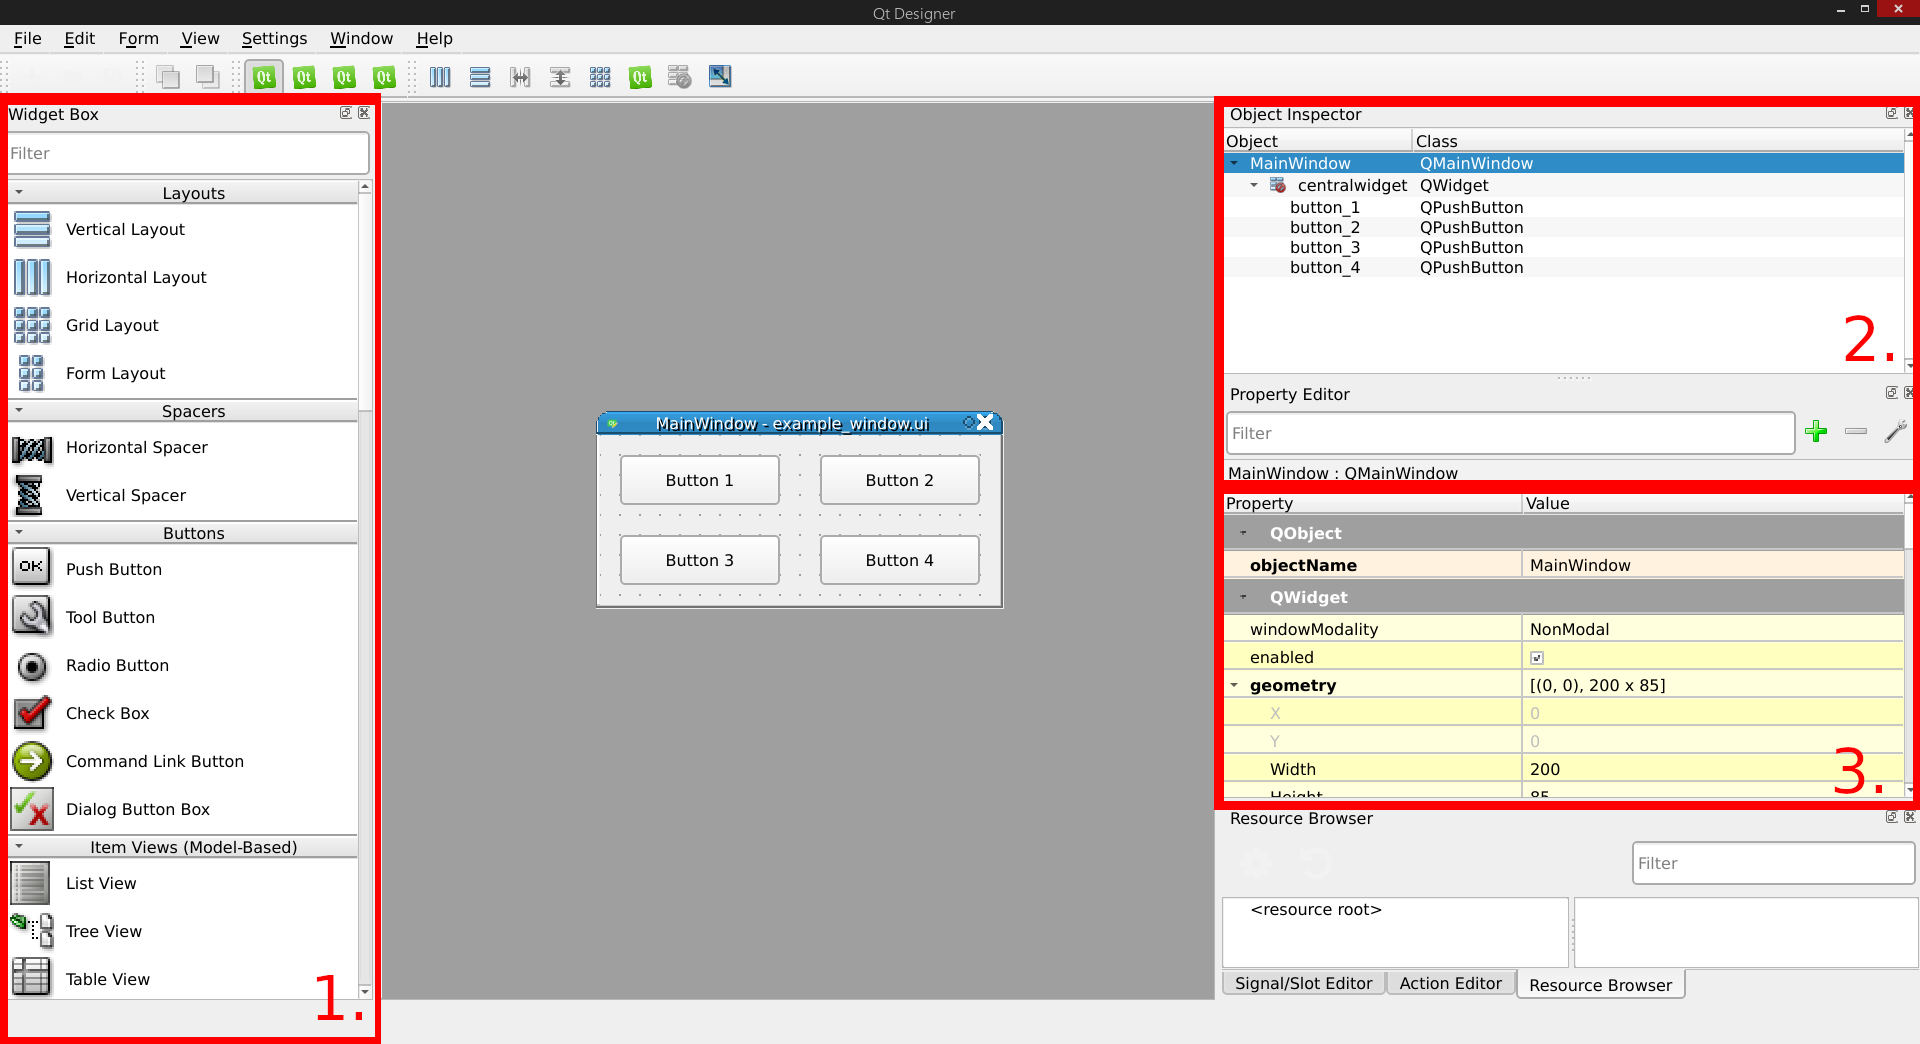 Qt Designer
File Edit Form View Settings Window Help
Qt Qt Qt Qt Qt
Widget Box
Filter
Layouts
Vertical Layout
Horizontal Layout
Grid Layout
Form Layout
Spacers
Horizontal Spacer
Vertical Spacer
Buttons
OK Push Button
Tool Button
Radio Button
Check Box
Command Link Button
Dialog Button Box
Item Views (Model-Based)
List View
Tree View
Table View
1.
MainWindow - example_window.ui
Button 1 Button 2
Button 3 Button 4
Object Inspector
Object Class
MainWindow QMainWindow
centralwidget QWidget
button_1 QPushButton
button_2 QPushButton
button_3 QPushButton
button_4 QPushButton
2.
Property Editor
Filter
MainWindow : QMainWindow
Property Value
QObject
objectName MainWindow
QWidget
windowModality NonModal
enabled
geometry [(0, 0), 200 x 85]
X 0
Y 0
Width 200
Height 85
3.
Resource Browser
Filter
<resource root>
Signal/Slot Editor Action Editor Resource Browser